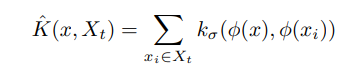 K̂(x, X_t) = ∑_{x_i∈X_t} k_σ(ϕ(x), ϕ(x_i))